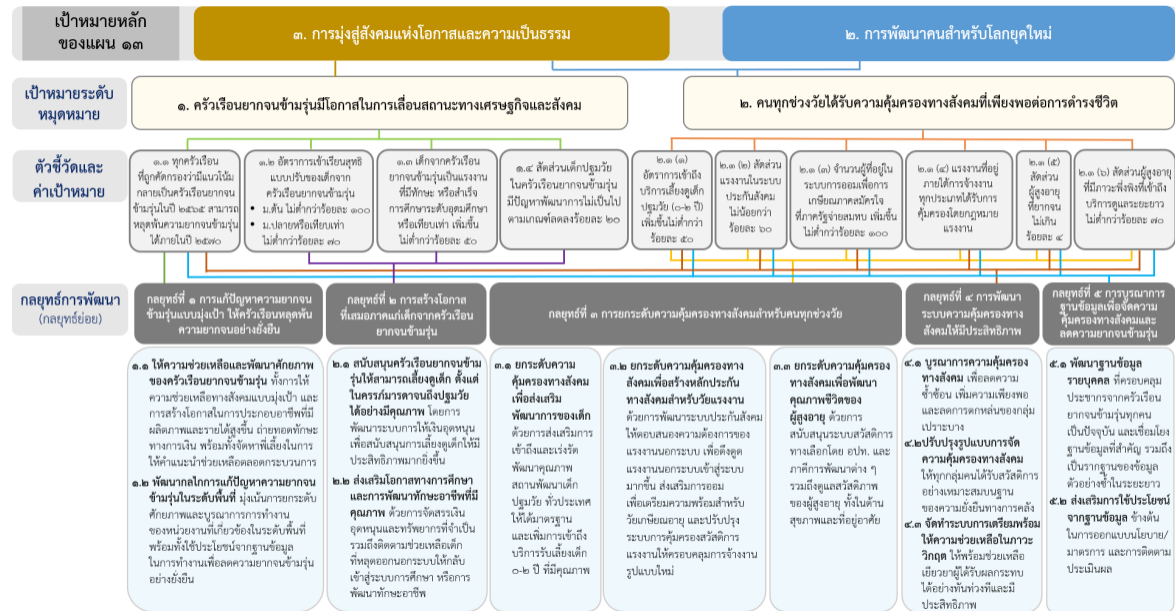 เป้าหมายหลัก
ของแผน ๑๓
๓. การมุ่งสู่สังคมแห่งโอกาสและความเป็นธรรม
๒. การพัฒนาคนสำหรับโลกยุคใหม่
เป้าหมายระดับ
หมุดหมาย
๑. ครัวเรือนยากจนข้ามรุ่นมีโอกาสในการเลื่อนสถานะทางเศรษฐกิจและสังคม
๒. คนทุกช่วงวัยได้รับความคุ้มครองทางสังคมที่เพียงพอต่อการดำรงชีวิต
ตัวชี้วัดและ
ค่าเป้าหมาย
๑.๑ ทุกครัวเรือน
ที่ถูกคัดกรองว่ามีแนวโน้ม
กลายเป็นครัวเรือนยากจน
ข้ามรุ่นในปี ๒๕๖๕ สามารถ
หลุดพ้นความยากจนข้ามรุ่น
ได้ภายในปี ๒๕๗๐
๑.๒ อัตราการเข้าเรียนสุทธิ
แบบปรับของเด็กจาก
ครัวเรือนยากจนข้ามรุ่น
• ม.ต้น ไม่ต่ำกว่าร้อยละ ๑๐๐
• ม.ปลายหรือเทียบเท่า
ไม่ต่ำกว่าร้อยละ ๗๐
๑.๓ เด็กจากครัวเรือน
ยากจนข้ามรุ่นเป็นแรงงาน
ที่มีทักษะ หรือสำเร็จ
การศึกษาระดับอุดมศึกษา
หรือเทียบเท่า เพิ่มขึ้น
ไม่ต่ำกว่าร้อยละ ๕๐
๑.๔ สัดส่วนเด็กปฐมวัย
ในครัวเรือนยากจนข้ามรุ่น
มีปัญหาพัฒนาการไม่เป็นไป
ตามเกณฑ์ลดลงร้อยละ ๒๐
๒.๑ (๑)
อัตราการเข้าถึง
บริการเลี้ยงดูเด็ก
ปฐมวัย (๐-๒ ปี)
เพิ่มขึ้นไม่ต่ำกว่า
ร้อยละ ๕๐
๒.๑ (๒) สัดส่วน
แรงงานในระบบ
ประกันสังคม
ไม่น้อยกว่า
ร้อยละ ๖๐
๒.๑ (๓) จำนวนผู้ที่อยู่ใน
ระบบการออมเพื่อการ
เกษียณภาคสมัครใจ
ที่ภาครัฐจ่ายสมทบ เพิ่มขึ้น
ไม่ต่ำกว่าร้อยละ ๑๐๐
๒.๑ (๔) แรงงานที่อยู่
ภายใต้การจ้างงาน
ทุกประเภทได้รับการ
คุ้มครองโดยกฎหมาย
แรงงาน
๒.๑ (๕)
สัดส่วน
ผู้สูงอายุ
ที่ยากจน
ไม่เกิน
ร้อยละ ๔
๒.๑ (๖) สัดส่วนผู้สูงอายุ
ที่มีภาวะพึ่งพิงที่เข้าถึง
บริการดูแลระยะยาว
ไม่ต่ำกว่าร้อยละ ๗๐
กลยุทธ์การพัฒนา
(กลยุทธ์ย่อย)
กลยุทธ์ที่ ๑ การแก้ปัญหาความยากจน
ข้ามรุ่นแบบมุ่งเป้า ให้ครัวเรือนหลุดพ้น
ความยากจนอย่างยั่งยืน
กลยุทธ์ที่ ๒ การสร้างโอกาส
ที่เสมอภาคแก่เด็กจากครัวเรือน
ยากจนข้ามรุ่น
กลยุทธ์ที่ ๓ การยกระดับความคุ้มครองทางสังคมสำหรับคนทุกช่วงวัย
กลยุทธ์ที่ ๔ การพัฒนา
ระบบความคุ้มครองทาง
สังคมให้มีประสิทธิภาพ
กลยุทธ์ที่ ๕ การบูรณาการ
ฐานข้อมูลเพื่อจัดความ
คุ้มครองทางสังคมและ
ลดความยากจนข้ามรุ่น
๑.๑ ให้ความช่วยเหลือและพัฒนาศักยภาพ
ของครัวเรือนยากจนข้ามรุ่น ทั้งการให้
ความช่วยเหลือทางสังคมแบบมุ่งเป้า และ
การสร้างโอกาสในการประกอบอาชีพที่มี
ผลิตภาพและรายได้สูงขึ้น ถ่ายทอดทักษะ
ทางการเงิน พร้อมทั้งจัดหาพี่เลี้ยงในการ
ให้คำแนะนำช่วยเหลือตลอดกระบวนการ
๑.๒ พัฒนากลไกการแก้ปัญหาความยากจน
ข้ามรุ่นในระดับพื้นที่ มุ่งเน้นการยกระดับ
ศักยภาพและบูรณาการการทำงาน
ของหน่วยงานที่เกี่ยวข้องในระดับพื้นที่
พร้อมทั้งใช้ประโยชน์จากฐานข้อมูล
ในการทำงานเพื่อลดความยากจนข้ามรุ่น
อย่างยั่งยืน
๒.๑ สนับสนุนครัวเรือนยากจนข้าม
รุ่นให้สามารถเลี้ยงดูเด็ก ตั้งแต่
ในครรภ์มารดาจนถึงปฐมวัย
ได้อย่างมีคุณภาพ โดยการ
พัฒนาระบบการให้เงินอุดหนุน
เพื่อสนับสนุนการเลี้ยงดูเด็กให้มี
ประสิทธิภาพมากยิ่งขึ้น
๒.๒ ส่งเสริมโอกาสทางการศึกษา
และการพัฒนาทักษะอาชีพที่มี
คุณภาพ ด้วยการจัดสรรเงิน
อุดหนุนและทรัพยากรที่จำเป็น
รวมถึงติดตามช่วยเหลือเด็ก
ที่หลุดออกนอกระบบให้กลับ
เข้าสู่ระบบการศึกษา หรือการ
พัฒนาทักษะอาชีพ
๓.๑ ยกระดับความ
คุ้มครองทางสังคม
เพื่อส่งเสริม
พัฒนาการของเด็ก
ด้วยการส่งเสริมการ
เข้าถึงและเร่งรัด
พัฒนาคุณภาพ
สถานพัฒนาเด็ก
ปฐมวัย ทั่วประเทศ
ให้ได้มาตรฐาน
และเพิ่มการเข้าถึง
บริการรับเลี้ยงเด็ก
๐-๒ ปี ที่มีคุณภาพ
๓.๒ ยกระดับความคุ้มครองทาง
สังคมเพื่อสร้างหลักประกัน
ทางสังคมสำหรับวัยแรงงาน
ด้วยการพัฒนาระบบประกันสังคม
ให้ตอบสนองความต้องการของ
แรงงานนอกระบบ เพื่อดึงดูด
แรงงานนอกระบบเข้าสู่ระบบ
มากขึ้น ส่งเสริมการออม
เพื่อเตรียมความพร้อมสำหรับ
วัยเกษียณอายุ และปรับปรุง
ระบบการคุ้มครองสวัสดิการ
แรงงานให้ครอบคลุมการจ้างงาน
รูปแบบใหม่
๓.๓ ยกระดับความคุ้มครอง
ทางสังคมเพื่อพัฒนา
คุณภาพชีวิตของ
ผู้สูงอายุ ด้วยการ
สนับสนุนระบบสวัสดิการ
ทางเลือกโดย อปท. และ
ภาคีการพัฒนาต่าง ๆ
รวมถึงดูแลสวัสดิภาพ
ของผู้สูงอายุ ทั้งในด้าน
สุขภาพและที่อยู่อาศัย
๔.๑ บูรณาการความคุ้มครอง
ทางสังคม เพื่อลดความ
ซ้ำซ้อน เพิ่มความเพียงพอ
และลดการตกหล่นของกลุ่ม
เปราะบาง
๔.๒ปรับปรุงรูปแบบการจัด
ความคุ้มครองทางสังคม
ให้ทุกกลุ่มคนได้รับสวัสดิการ
อย่างเหมาะสมบนฐาน
ของความยั่งยืนทางการคลัง
๔.๓ จัดทำระบบการเตรียมพร้อม
ให้ความช่วยเหลือในภาวะ
วิกฤต ให้พร้อมช่วยเหลือ
เยียวยาผู้ได้รับผลกระทบ
ได้อย่างทันท่วงทีและมี
ประสิทธิภาพ
๕.๑ พัฒนาฐานข้อมูล
รายบุคคล ที่ครอบคลุม
ประชากรจากครัวเรือน
ยากจนข้ามรุ่นทุกคน
เป็นปัจจุบัน และเชื่อมโยง
ฐานข้อมูลที่สำคัญ รวมถึง
เป็นรากฐานของข้อมูล
ตัวอย่างซ้ำในระยะยาว
๕.๒ ส่งเสริมการใช้ประโยชน์
จากฐานข้อมูล ข้างต้น
ในการออกแบบนโยบาย/
มาตรการ และการติดตาม
ประเมินผล